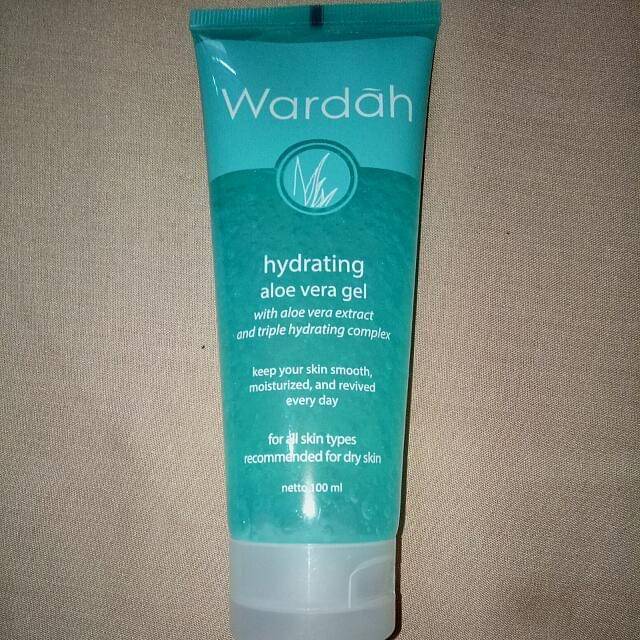 Wardāh
hydrating
aloe vera gel
with aloe vera extract
and triple hydrating complex
keep your skin smooth,
moisturized, and revived
every day
for all skin types
recommended for dry skin
netto 100 ml